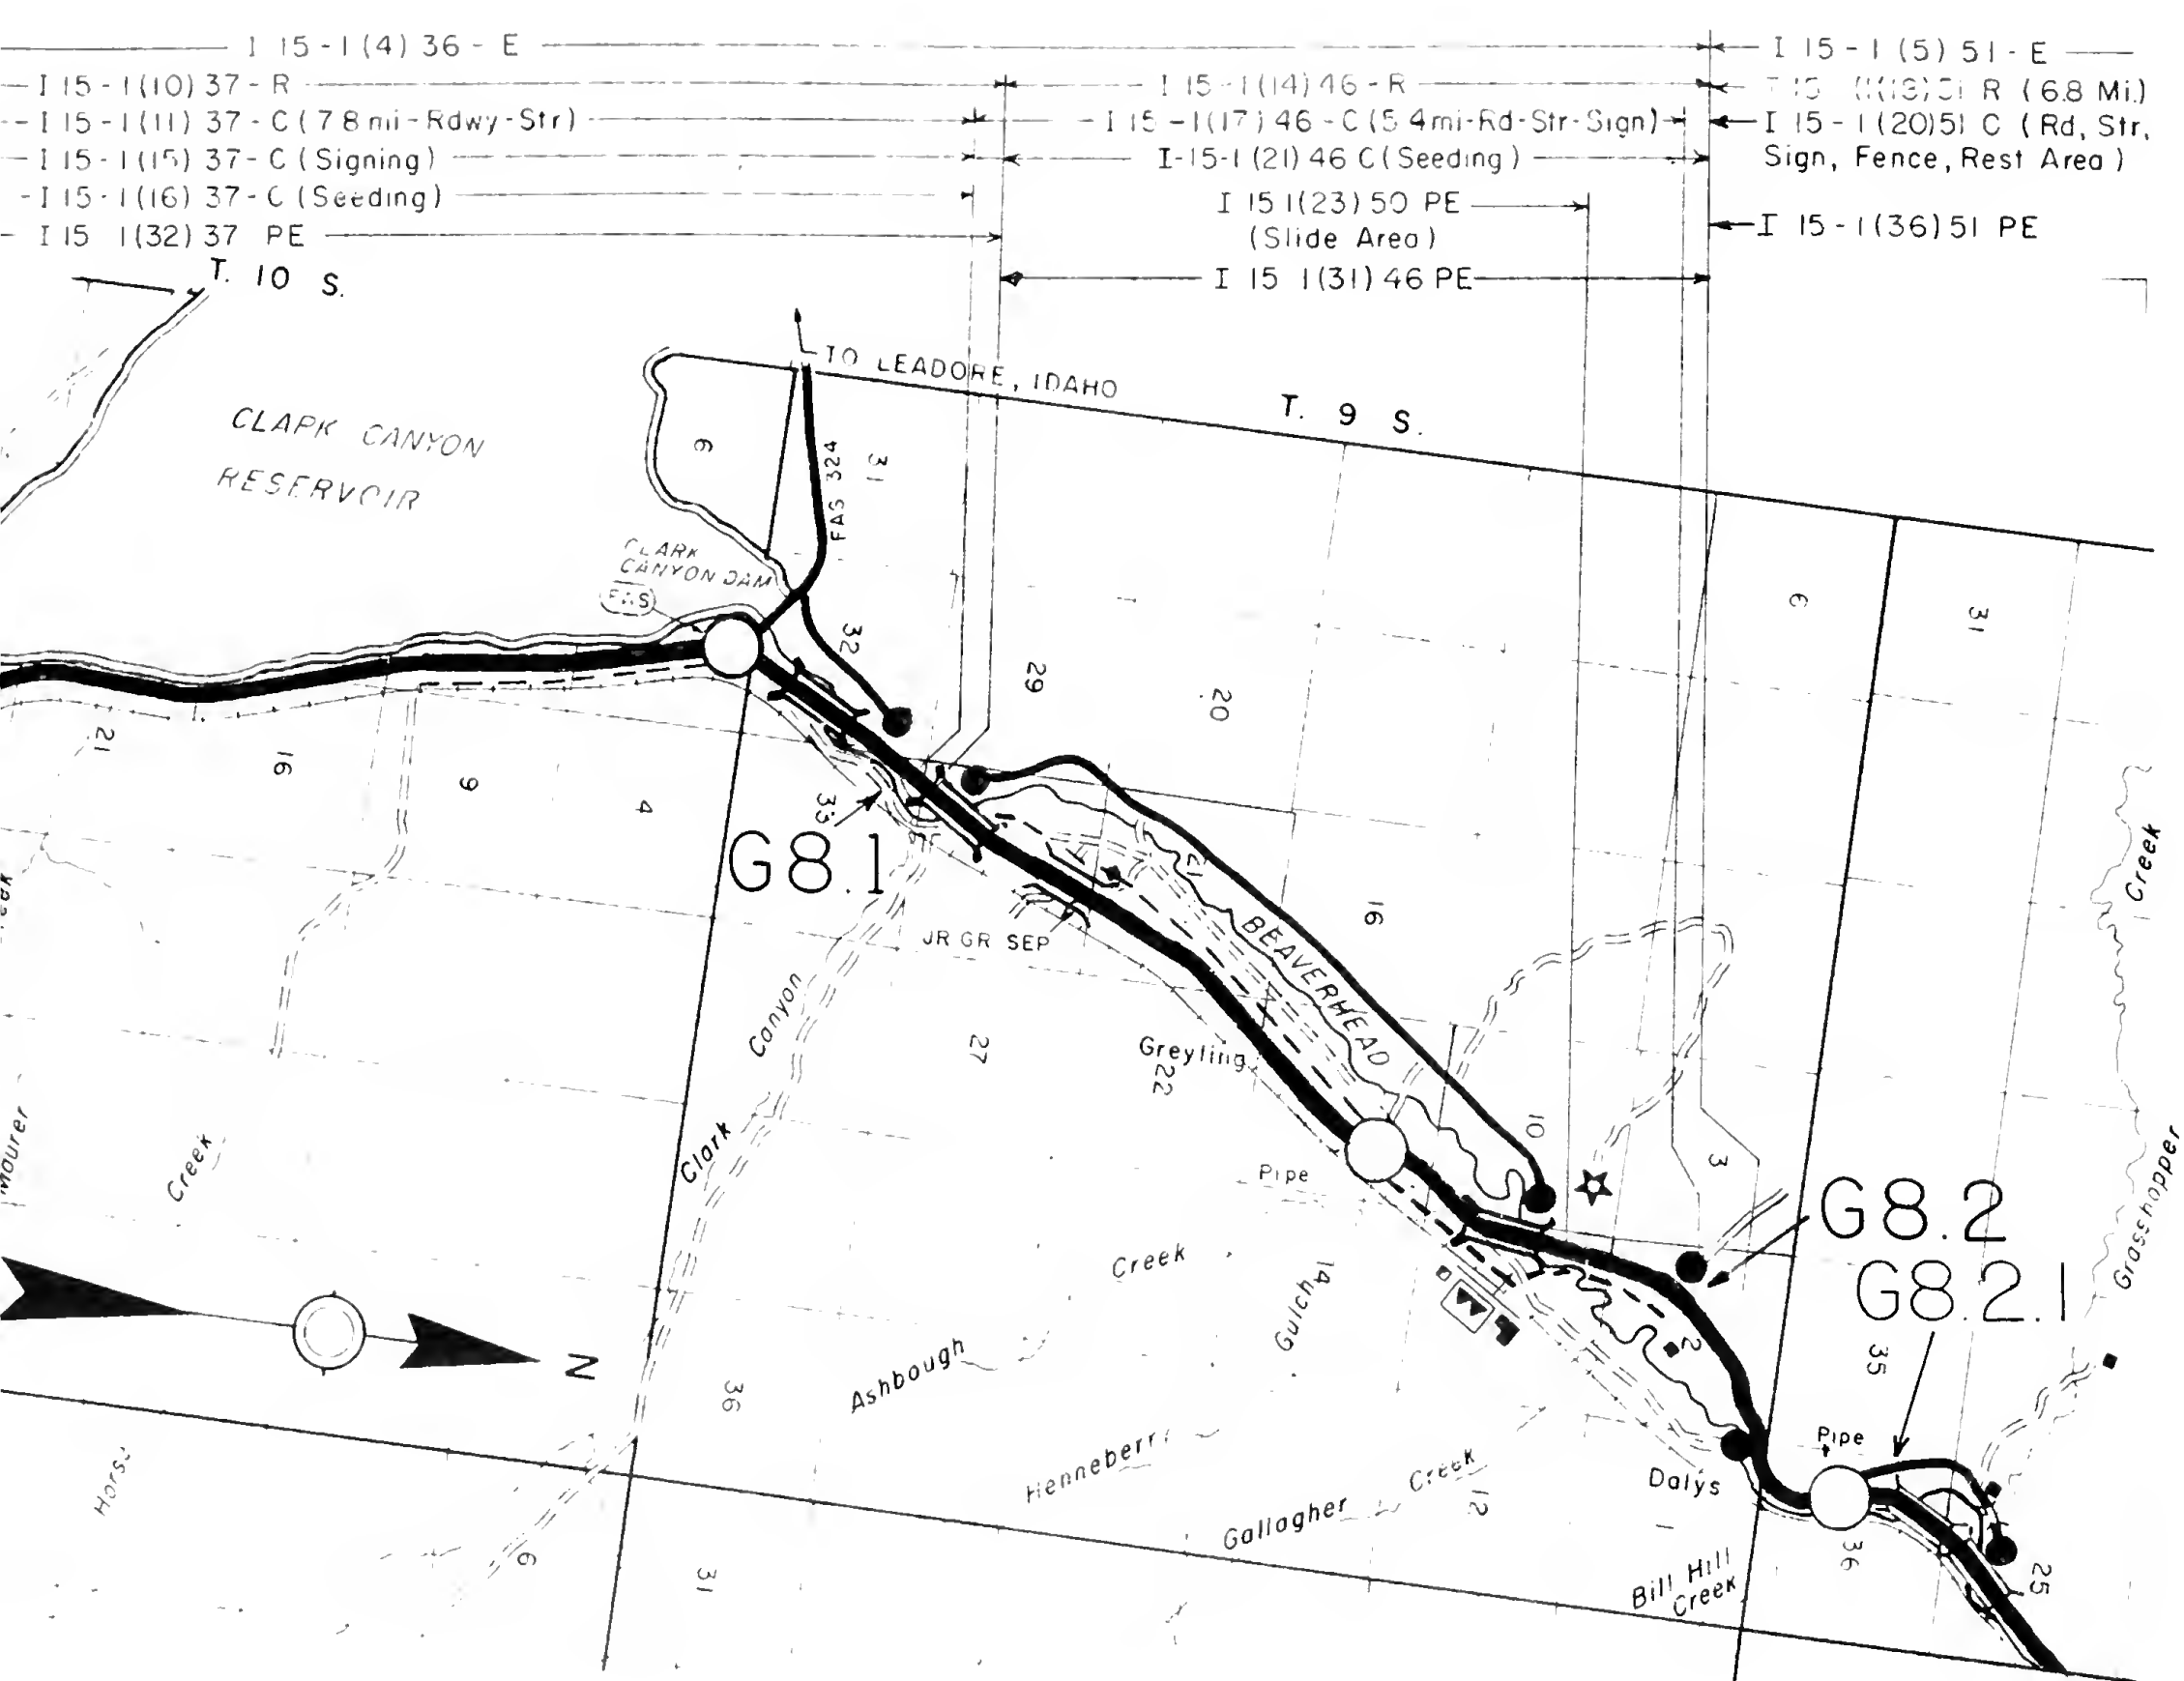 I 15 - 1 (4) 36 - E
I 15 - 1 (5) 51 - E
I 15 - 1 (10) 37 - R
I 15 - 1 (14) 46 - R
R (6.8 Mi.)
I 15 - 1 (11) 37 - C (7 8 mi - Rdwy - Str)
I 15 - 1 (17) 46 - C (5 4 mi - Rd - Str - Sign)
I 15 - 1 (20) 51 C (Rd, Str,
Sign, Fence, Rest Area)
I 15 - 1 (15) 37 - C (Signing)
I - 15 - 1 (21) 46 C (Seeding)
I 15 - 1 (16) 37 - C (Seeding)
I 15 1 (23) 50 PE
(Slide Area)
I 15 - 1 (36) 51 PE
I 15 1 (32) 37 PE
I 15 1 (31) 46 PE
T. 10 S.
TO LEADORE, IDAHO
T. 9 S.
CLARK CANYON
RESERVOIR
6
FAS 324
31
CLARK
CANYON DAM
FAS
32
29
20
6
31
21
16
9
4
33
G8.1
21
16
BEAVERHEAD
JR GR SEP
Canyon
Clark
27
Greyling
22
Pipe
10
3
G8.2
G8.2.1
Creek
Grasshopper
Maurer
Creek
N
36
Ashbough
Creek
14
Gulch
2
35
Pipe
Dalys
Henneberry
Gallagher
Creek
12
1
Bill Hill
Creek
36
25
Horse
6
31